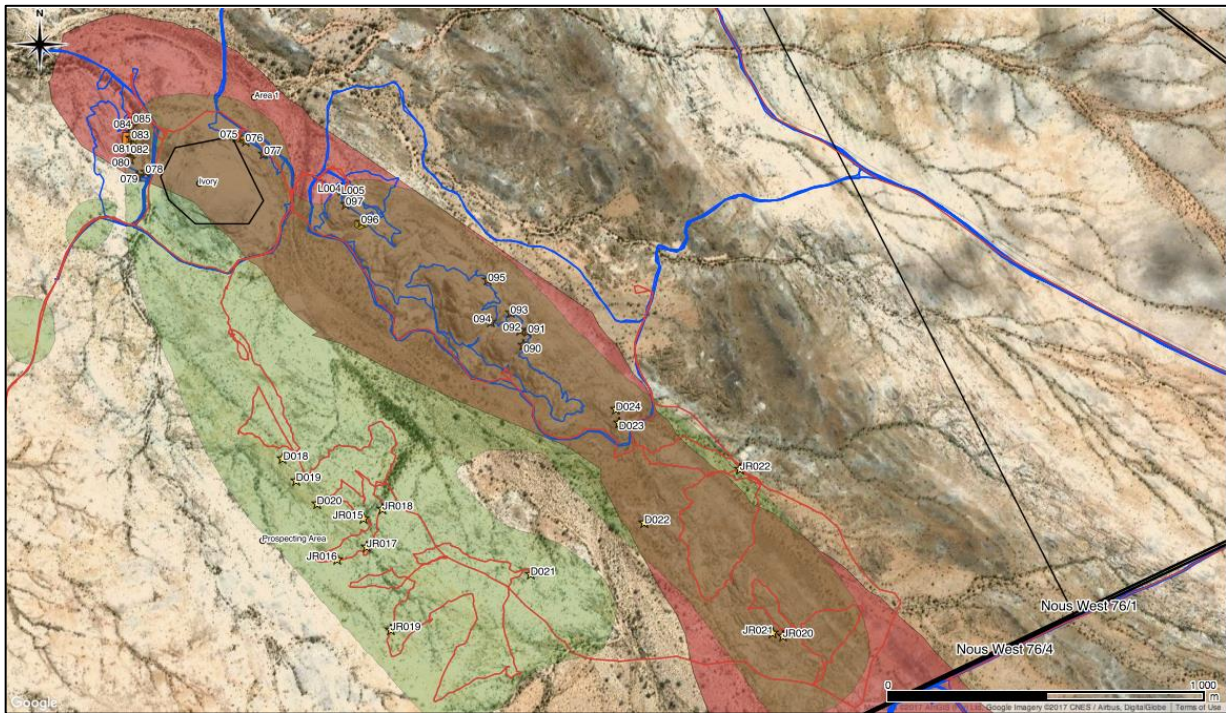 N
Area 1
085
084
083
081 082
080
078
079
075 076
077
Ivory
L004 L005
097
096
095
093
094
092 091
090
D024
D023
D018
D019
D020
JR018
JR015
JR017
JR016
Prospecting Area
JR022
D022
D021
JR019
JR021 JR020
Nous West 76/1
Nous West 76/4
0 1 000
m
Google
Ltd, Google Imagery ©2017 CNES / Airbus, DigitalGlobe | Terms of Use